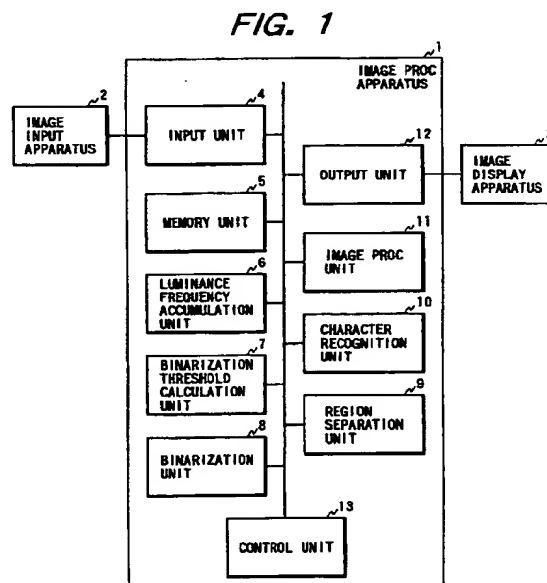 FIG. 1
1
IMAGE PROC
APPARATUS
2
IMAGE
INPUT
APPARATUS
4
INPUT UNIT
12
OUTPUT UNIT
IMAGE
DISPLAY
APPARATUS
5
MEMORY UNIT
11
IMAGE PROC
UNIT
6
LUMINANCE
FREQUENCY
ACCUMULATION
UNIT
10
CHARACTER
RECOGNITION
UNIT
7
BINARIZATION
THRESHOLD
CALCULATION
UNIT
9
REGION
SEPARATION
UNIT
8
BINARIZATION
UNIT
13
CONTROL UNIT